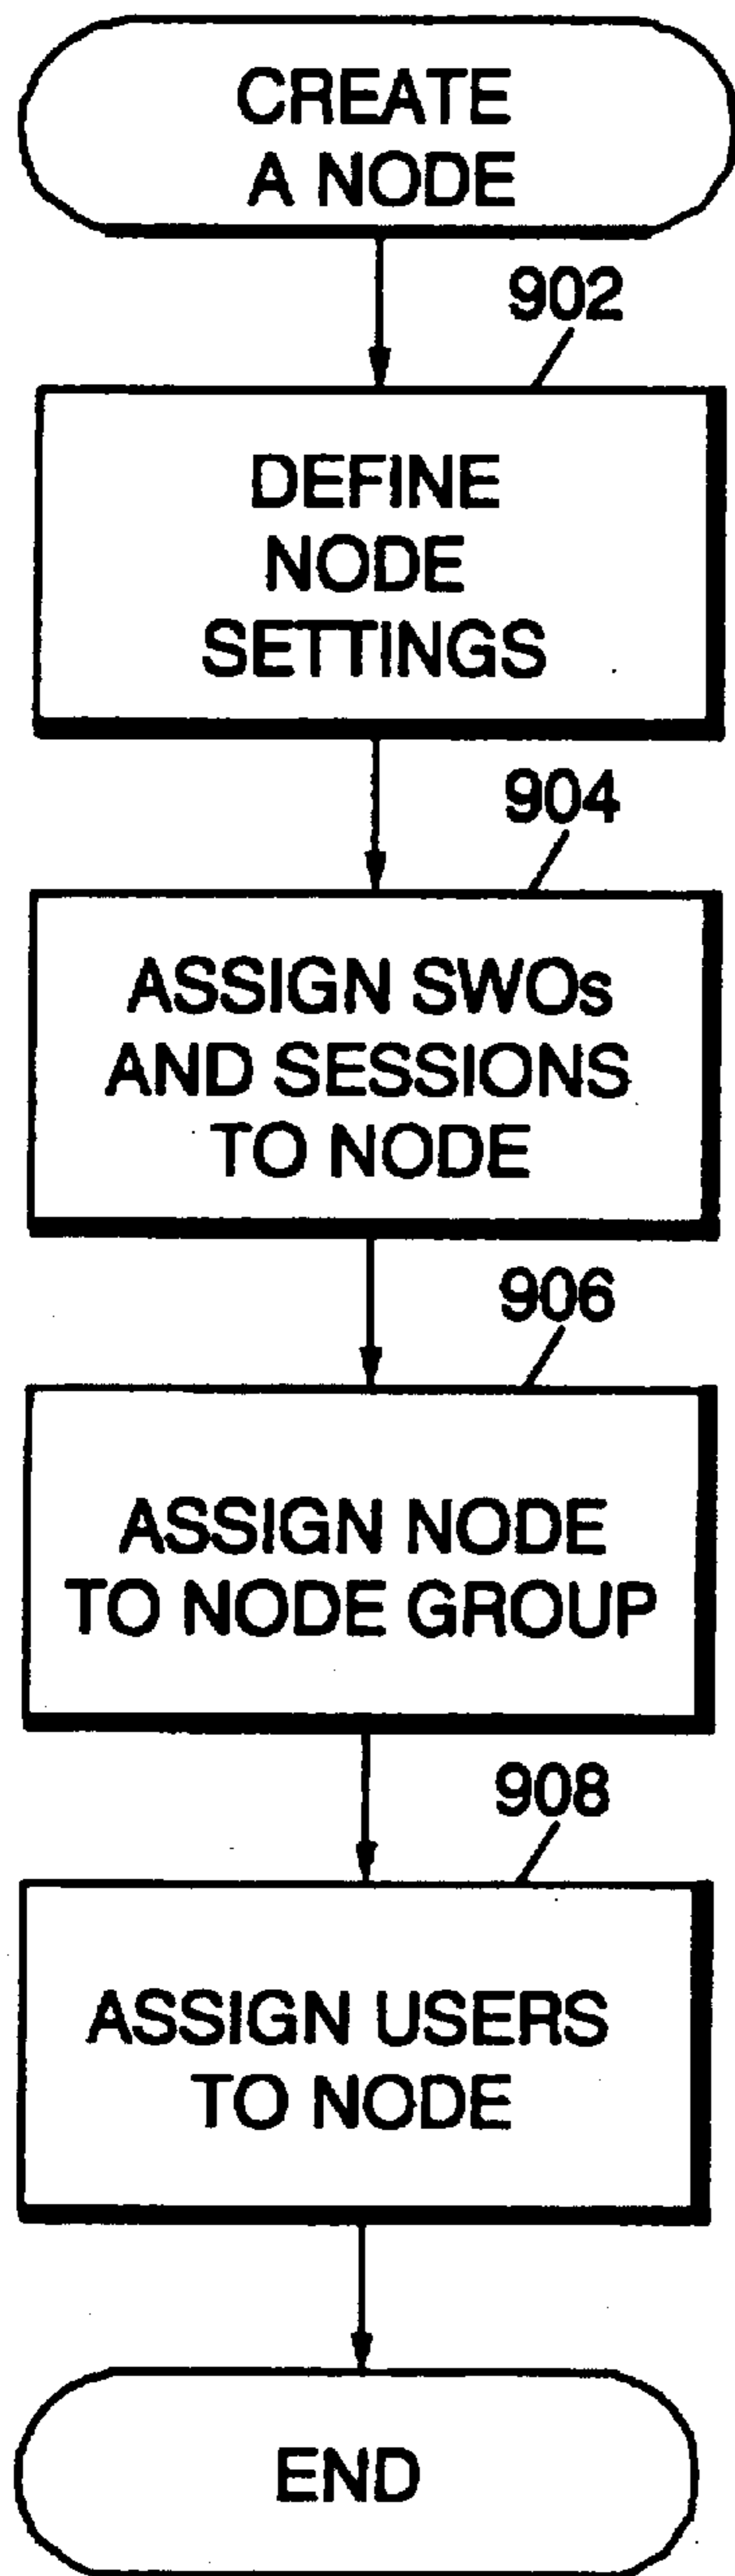 CREATE
A NODE
902
DEFINE
NODE
SETTINGS
904
ASSIGN SWOs
AND SESSIONS
TO NODE
906
ASSIGN NODE
TO NODE GROUP
908
ASSIGN USERS
TO NODE
END